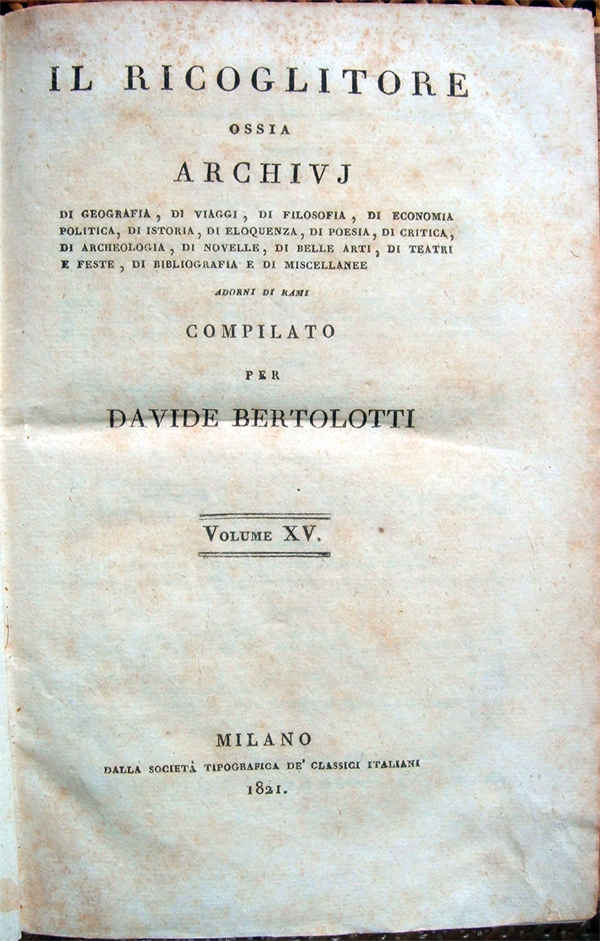 IL RICOGLITORE
OSSIA
ARCHIVJ
DI GEOGRAFIA, DI VIAGGI, DI FILOSOFIA, DI ECONOMIA
POLITICA, DI ISTORIA, DI ELOQUENZA, DI POESIA, DI CRITICA,
DI ARCHEOLOGIA, DI NOVELLE, DI BELLE ARTI, DI TEATRI
E FESTE, DI BIBLIOGRAFIA E DI MISCELLANEE
ADORNI DI RAMI
COMPILATO
PER
DAVIDE BERTOLOTTI
VOLUME XV.
MILANO
DALLA SOCIETÀ TIPOGRAFICA DE' CLASSICI ITALIANI
1821.